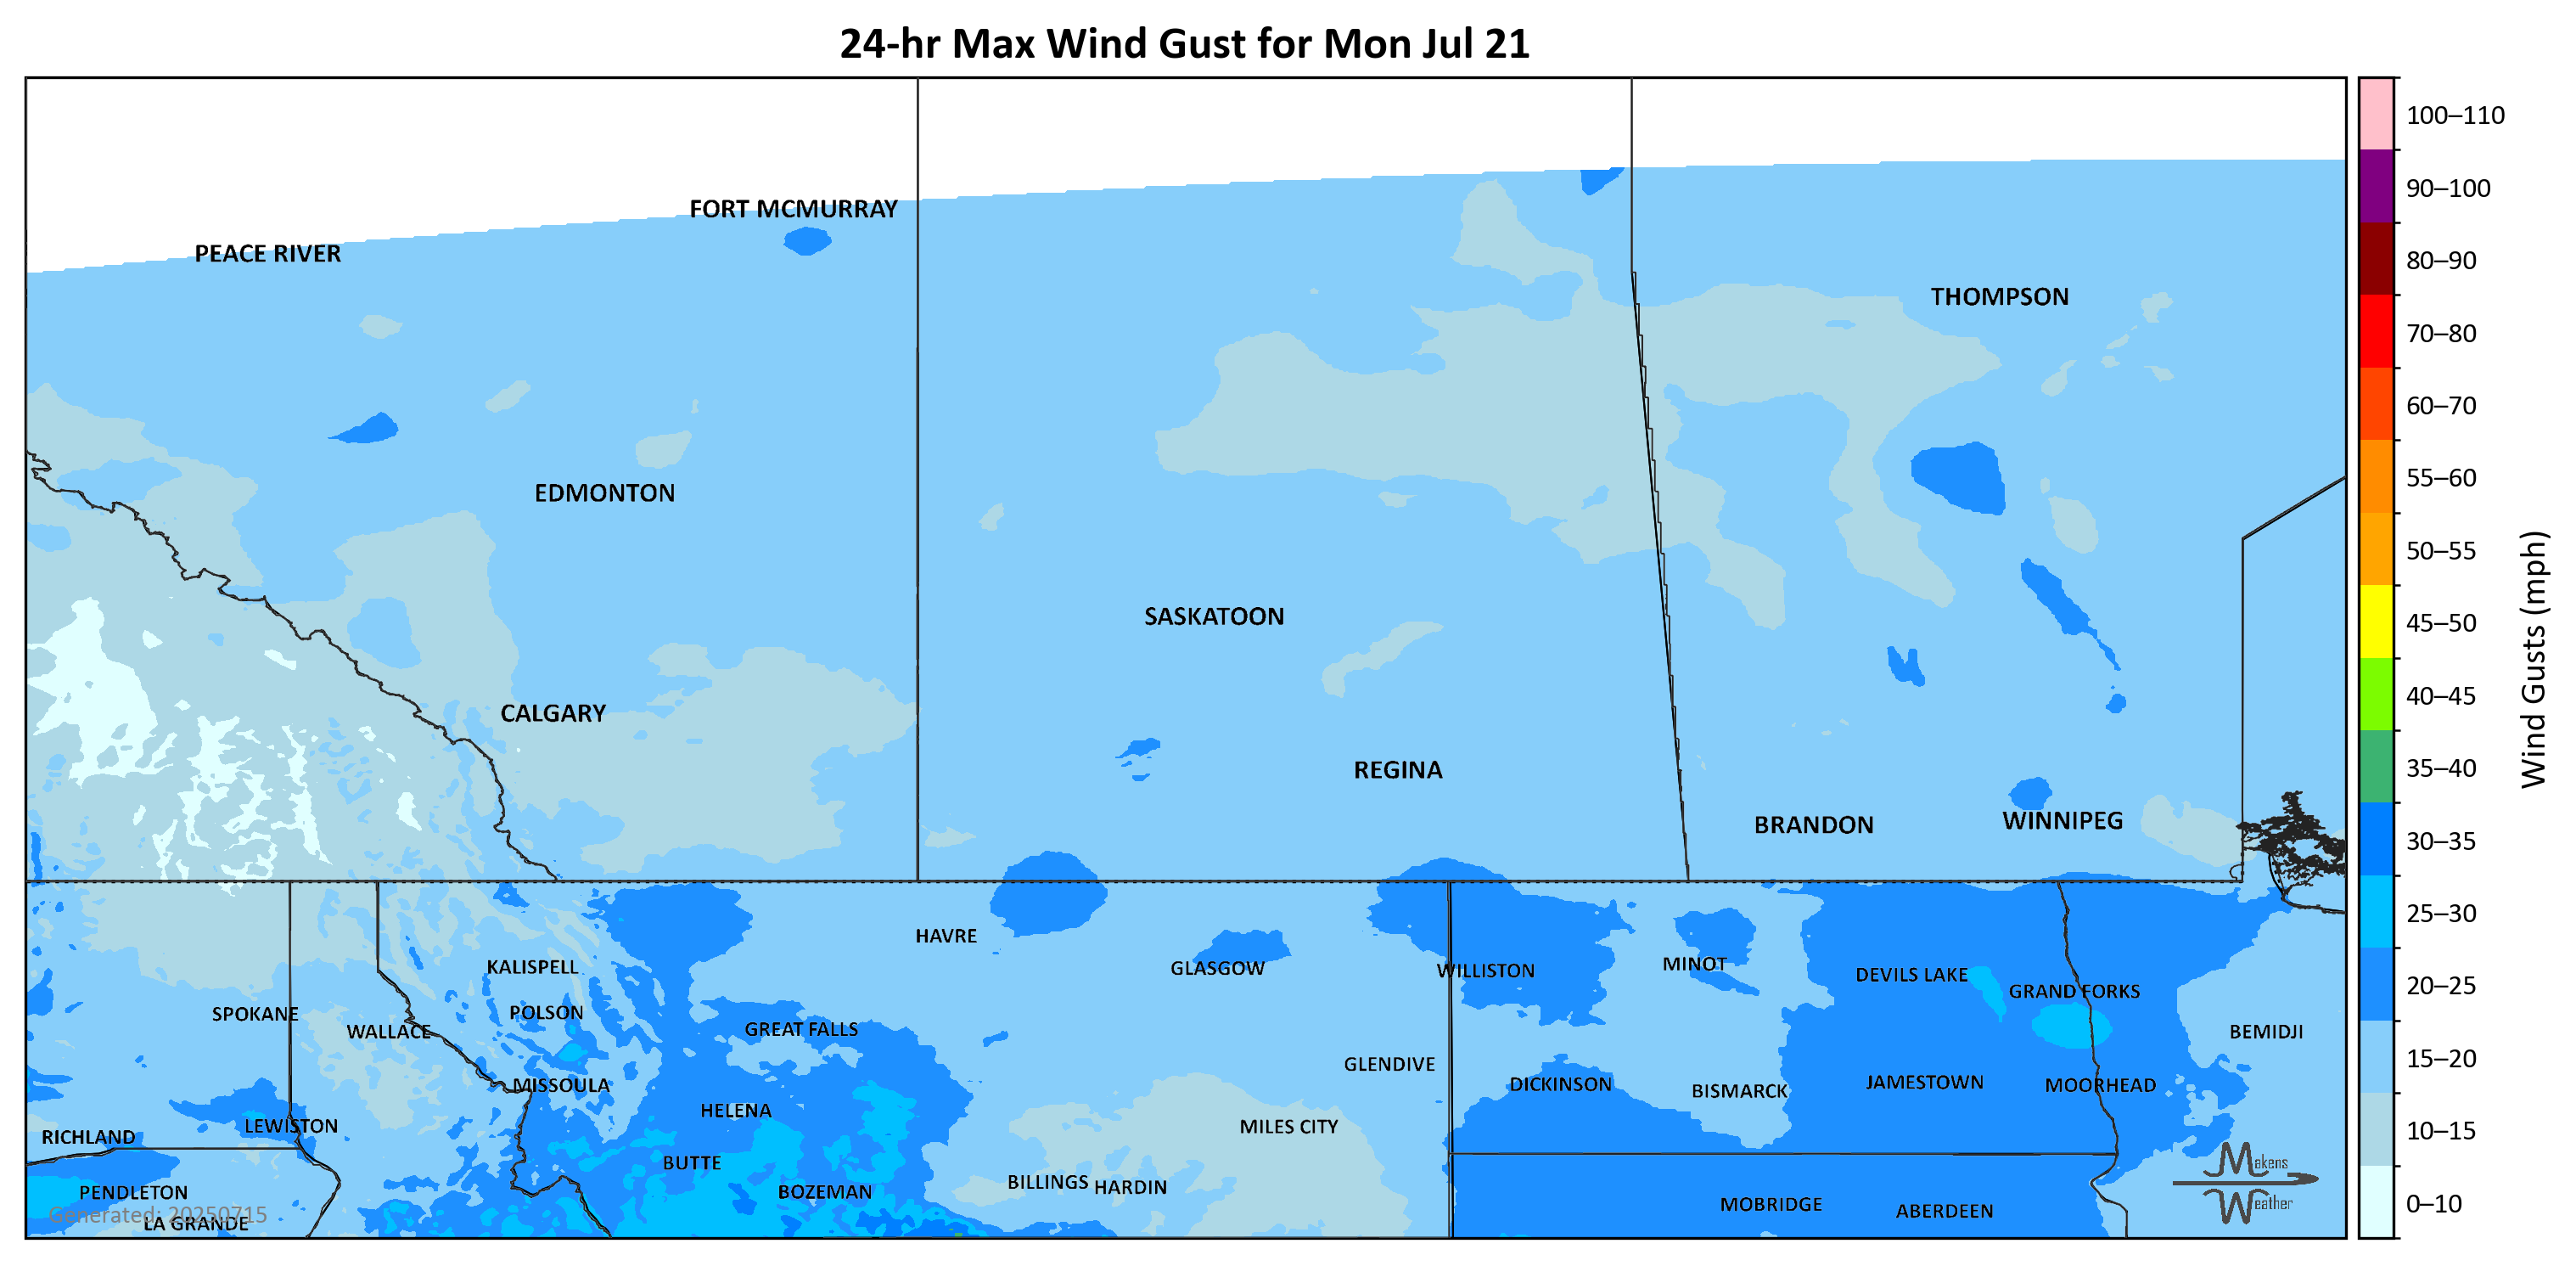 24-hr Max Wind Gust for Mon Jul 21
100–110
90–100
80–90
70–80
60–70
55–60
50–55
45–50
40–45
35–40
30–35
25–30
20–25
15–20
10–15
0–10
Wind Gusts (mph)
FORT MCMURRAY
PEACE RIVER
THOMPSON
EDMONTON
SASKATOON
CALGARY
REGINA
BRANDON
WINNIPEG
HAVRE
KALISPELL
GLASGOW
WILLISTON
MINOT
DEVILS LAKE
GRAND FORKS
SPOKANE
POLSON
WALLACE
GREAT FALLS
BEMIDJI
GLENDIVE
MISSOULA
DICKINSON
BISMARCK
JAMESTOWN
MOORHEAD
HELENA
LEWISTON
MILES CITY
RICHLAND
BUTTE
PENDLETON
BOZEMAN
BILLINGS
HARDIN
MOBRIDGE
ABERDEEN
Generated: 20250715
LA GRANDE
Makens
Weather